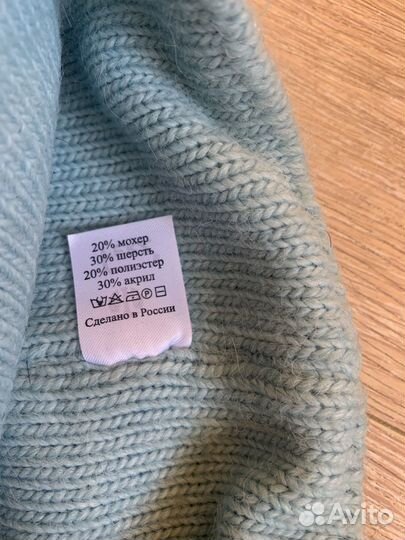 20% мохер
30% шерсть
20% полиэстер
30% акрил
Сделано в России
Avito